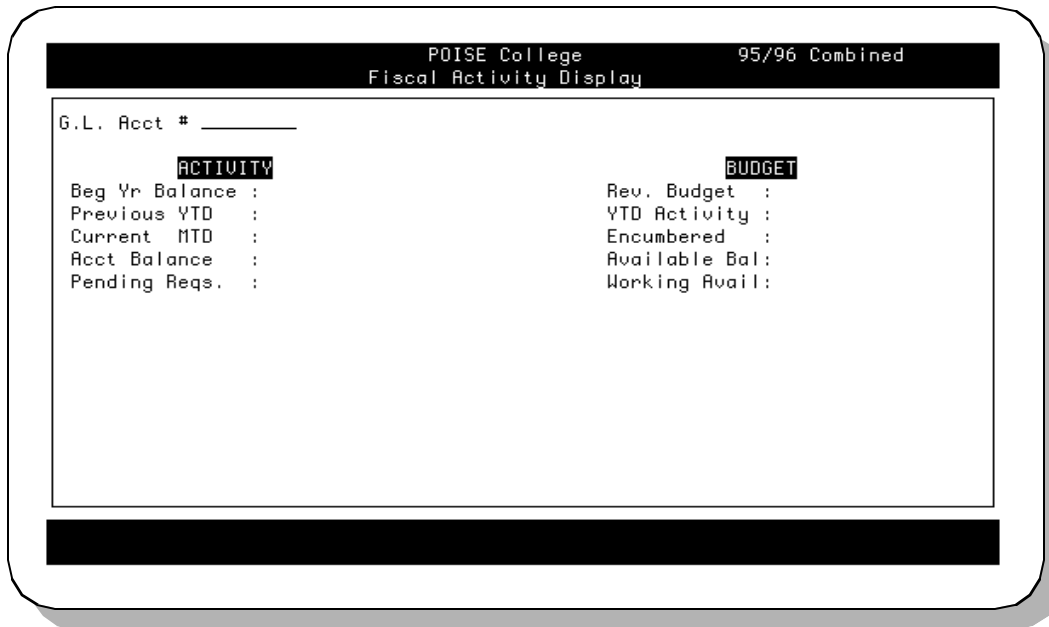 POISE College 95/96 Combined
Fiscal Activity Display
G.L. Acct # ________
ACTIVITY BUDGET
Beg Yr Balance : Rev. Budget :
Previous YTD : YTD Activity :
Current MTD : Encumbered :
Acct Balance : Available Bal:
Pending Reqs. : Working Avail: